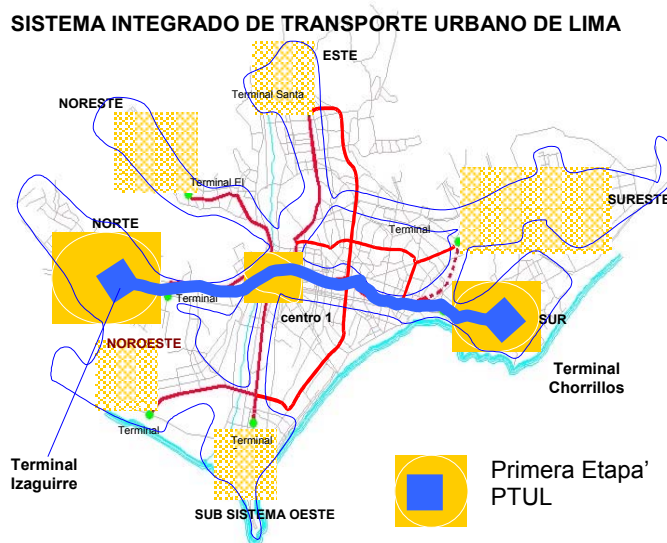 SISTEMA INTEGRADO DE TRANSPORTE URBANO DE LIMA
ESTE
Terminal Santa
NORESTE
Terminal El
SURESTE
NORTE
Terminal
Terminal
centro 1
SUR
NOROESTE
Terminal
Chorrillos
Terminal
Terminal
Terminal
Izaguirre
SUB SISTEMA OESTE
Primera Etapa’
PTUL